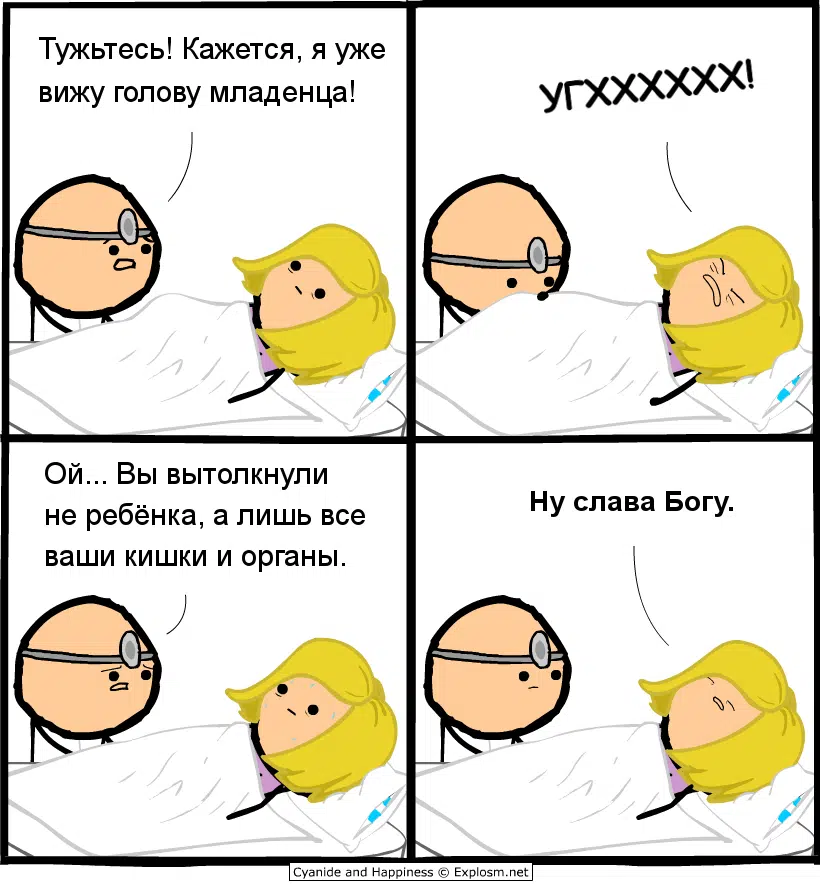 Тужьтесь! Кажется, я уже
вижу голову младенца!
УГХХХХХХ!
Ой... Вы вытолкнули
не ребёнка, а лишь все
ваши кишки и органы.
Ну слава Богу.
Cyanide and Happiness © Explosm.net